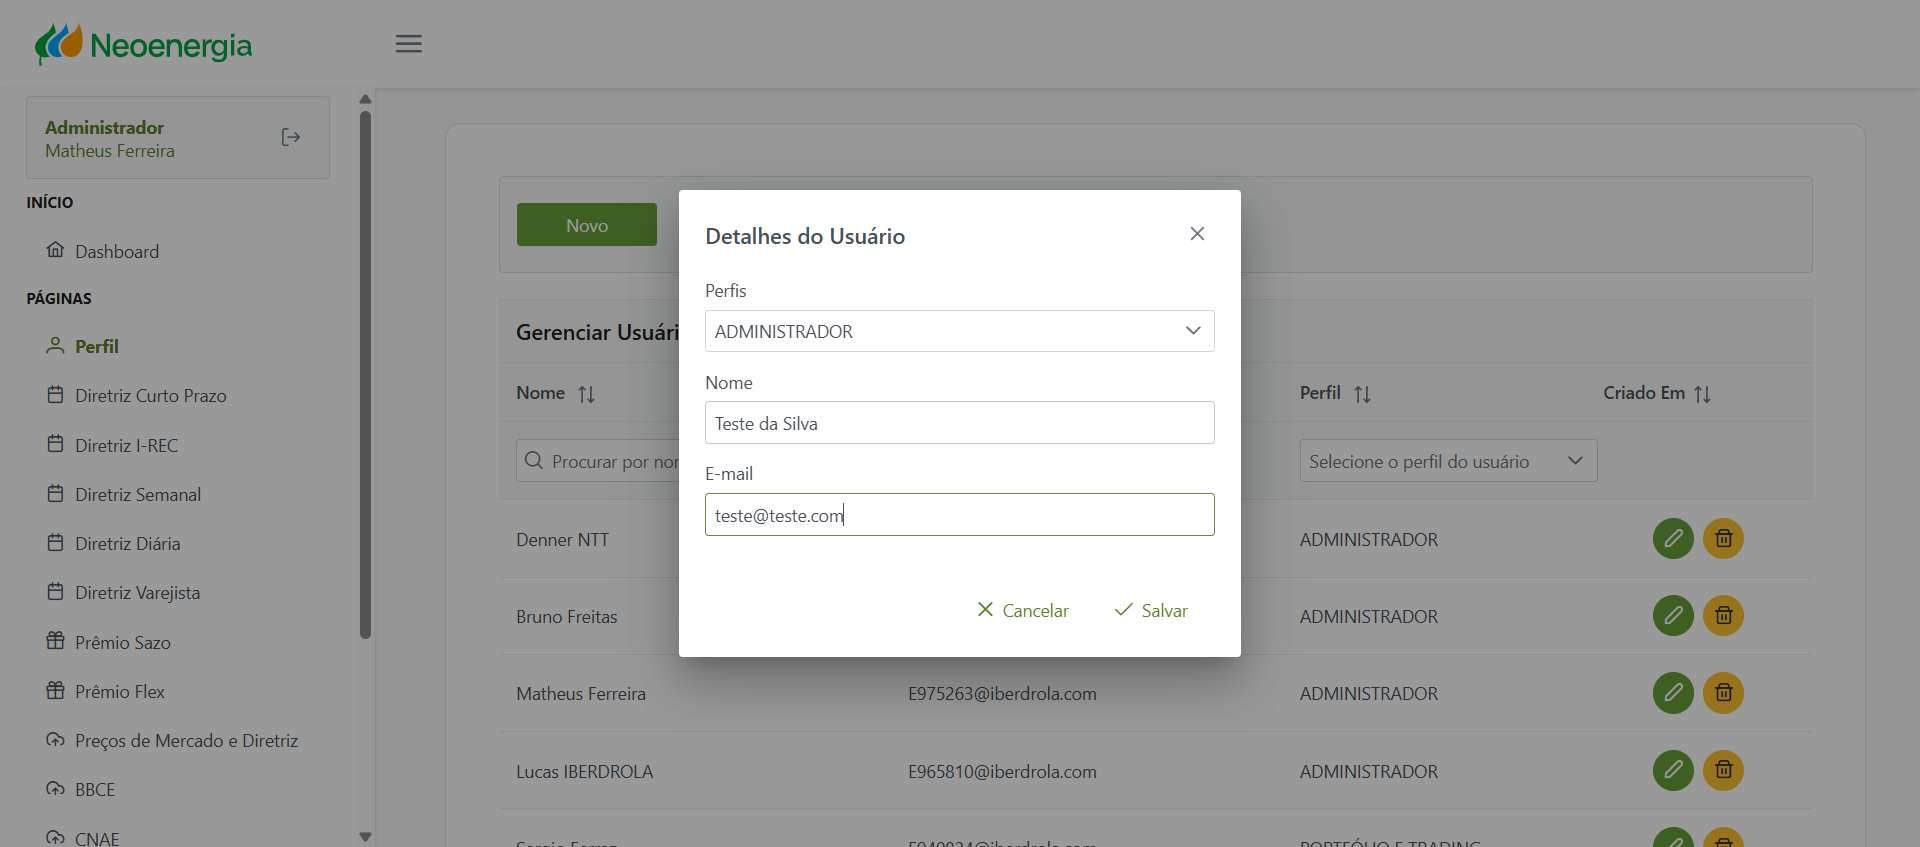 Neoenergia
Administrador
Matheus Ferreira
INÍCIO
Dashboard
PÁGINAS
Perfil
Diretriz Curto Prazo
Diretriz I-REC
Diretriz Semanal
Diretriz Diária
Diretriz Varejista
Prêmio Sazo
Prêmio Flex
Preços de Mercado e Diretriz
BBCE
CNAE
Novo
Gerenciar Usuári
Nome
Perfil
Criado Em
Procurar por nor
Selecione o perfil do usuário
Denner NTT
ADMINISTRADOR
Bruno Freitas
ADMINISTRADOR
Matheus Ferreira
E975263@iberdrola.com
ADMINISTRADOR
Lucas IBERDROLA
E965810@iberdrola.com
ADMINISTRADOR
Detalhes do Usuário
Perfis
ADMINISTRADOR
Nome
Teste da Silva
E-mail
teste@teste.com
Cancelar
Salvar